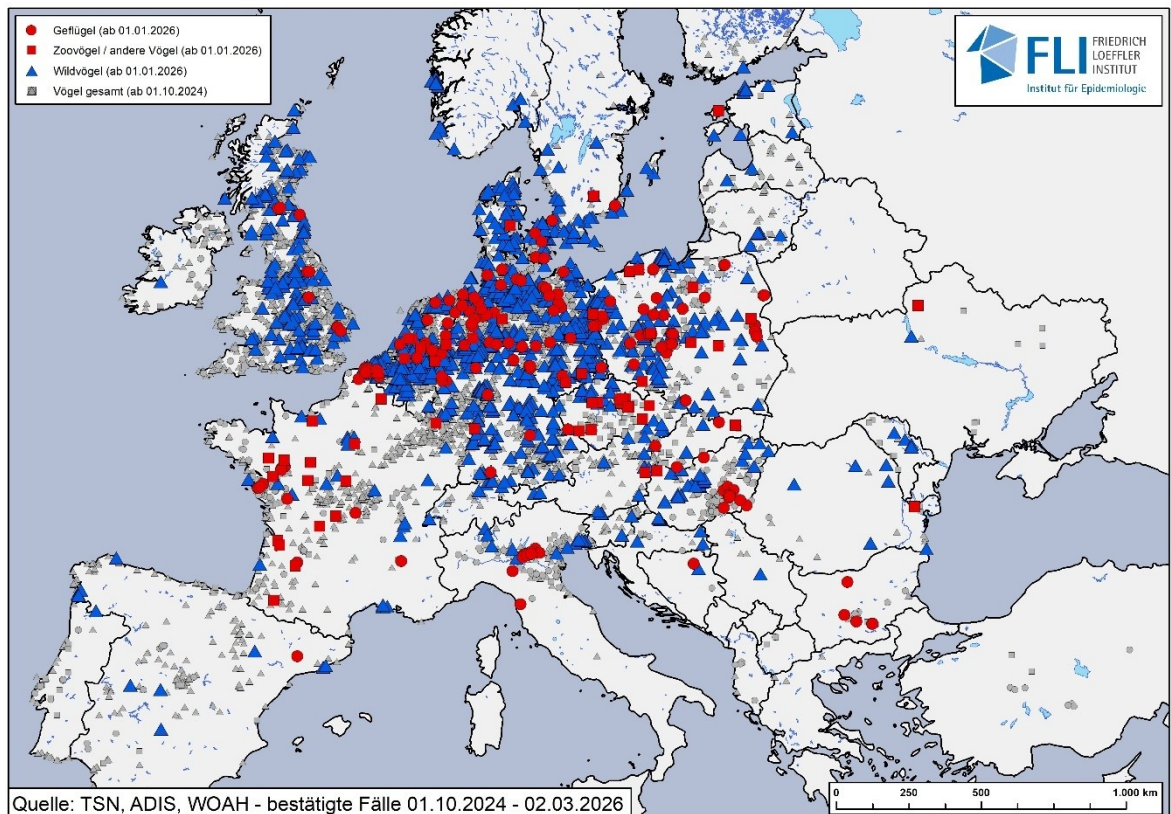 Geflügel (ab 01.01.2026)
Zoovögel / andere Vögel (ab 01.01.2026)
Wildvögel (ab 01.01.2026)
Vögel gesamt (ab 01.10.2024)
FLI
FRIEDRICH
LOEFFLER
INSTITUT
Institut für Epidemiologie
Quelle: TSN, ADIS, WOAH - bestätigte Fälle 01.10.2024 - 02.03.2026
0 250 500 1.000 km